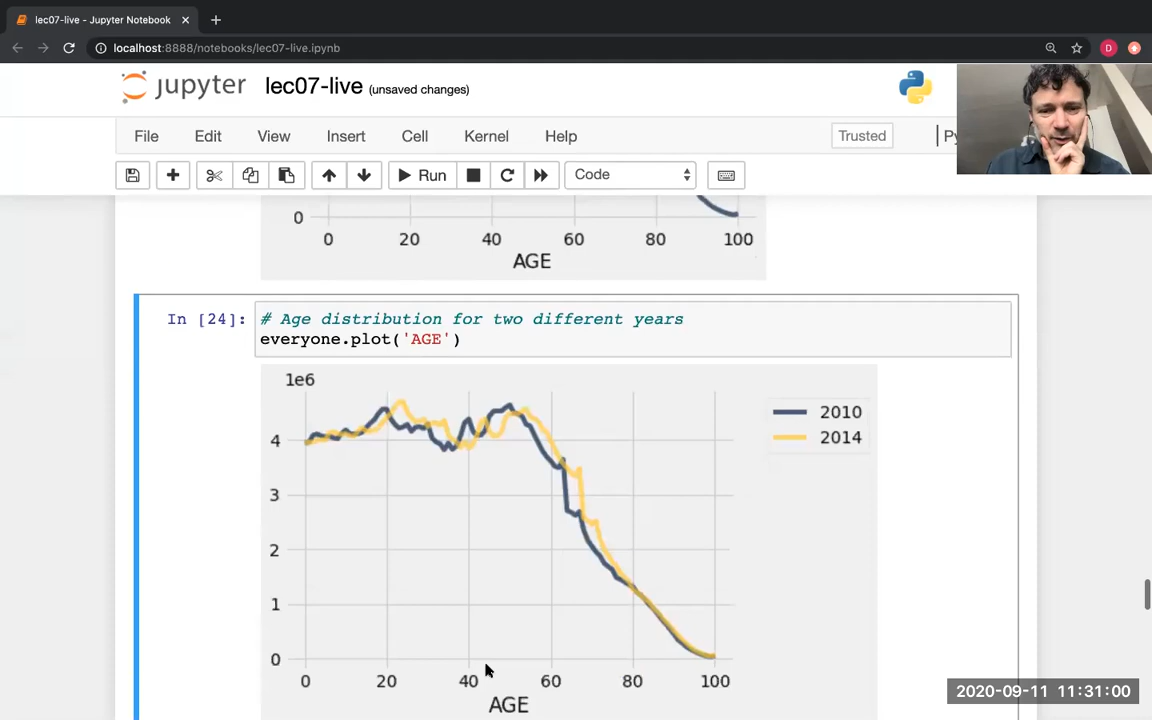 lec07-live - Jupyter Notebook
localhost:8888/notebooks/lec07-live.ipynb
D
jupyter lec07-live (unsaved changes)
File Edit View Insert Cell Kernel Help Trusted Py
Run Code
0
0 20 40 60 80 100
AGE
In [24]: # Age distribution for two different years
everyone.plot('AGE')
1e6
2010
2014
4
3
2
1
0
0 20 40 60 80 100
AGE
2020-09-11 11:31:00